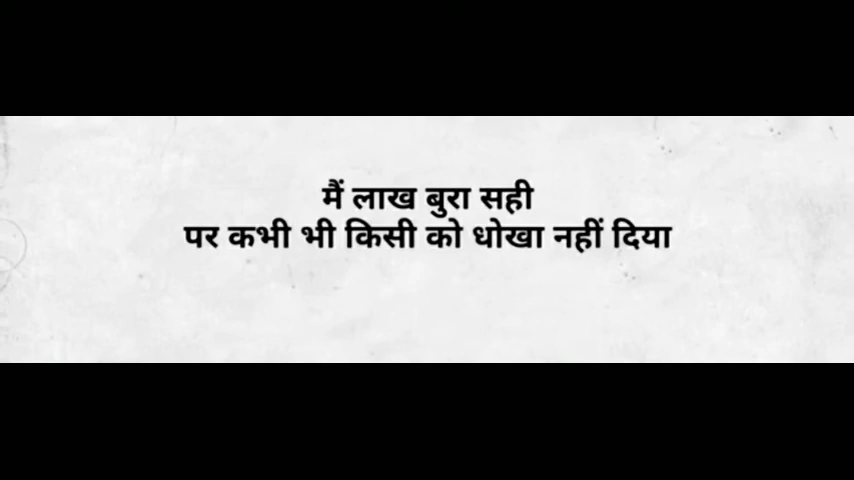 मैं लाख बुरा सही
पर कभी भी किसी को धोखा नहीं दिया